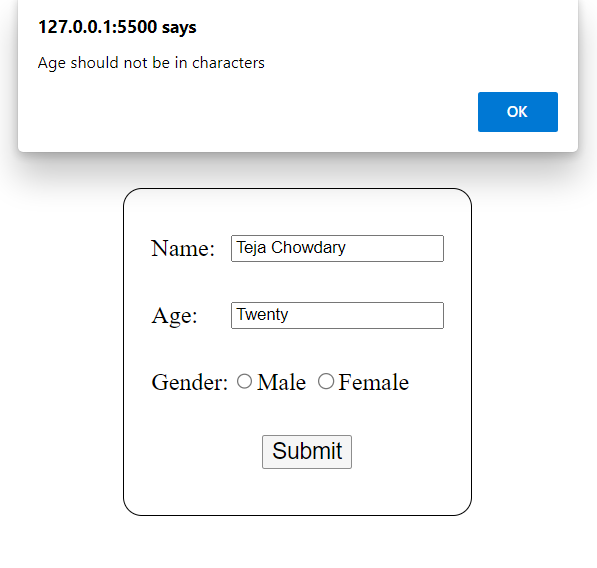 127.0.0.1:5500 says
Age should not be in characters
OK
Name: Teja Chowdary
Age: Twenty
Gender: Male Female
Submit